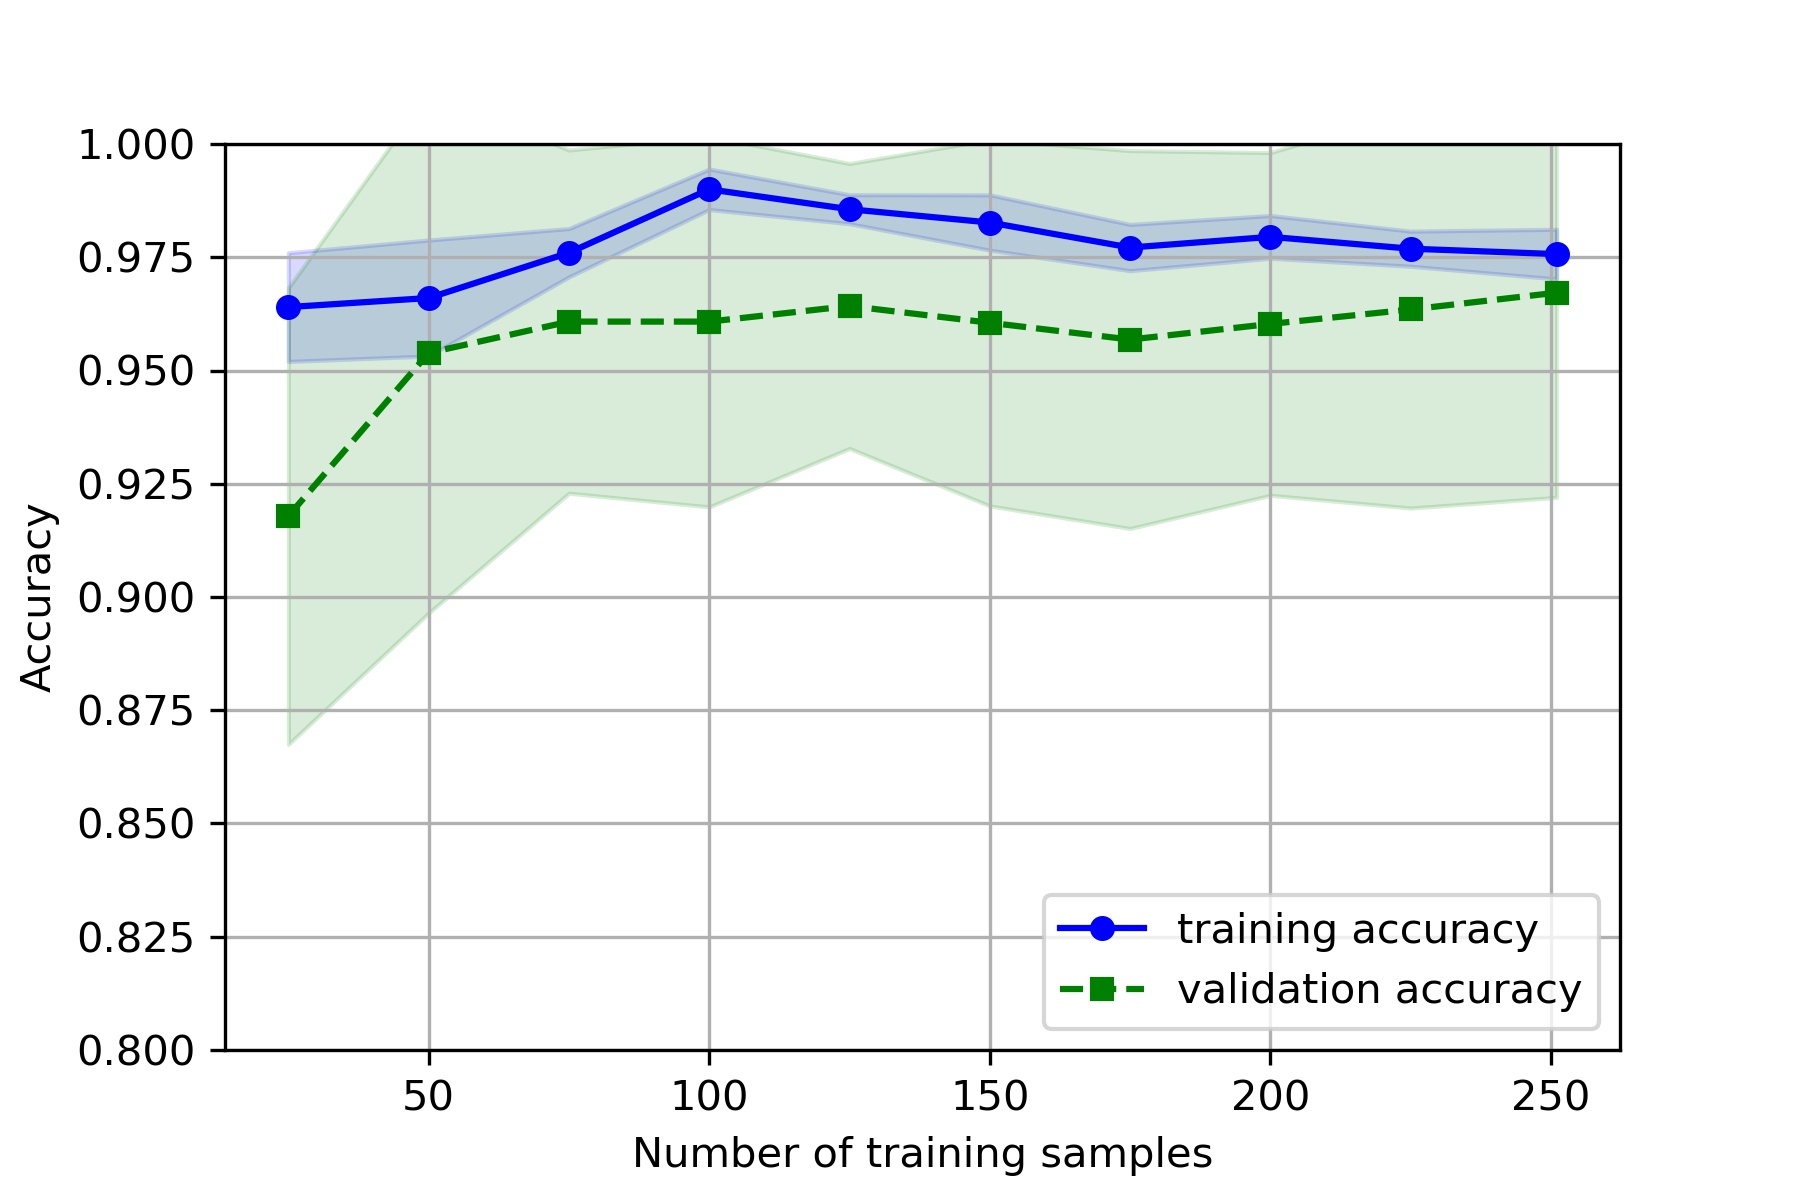 1.000
0.975
0.950
0.925
0.900
0.875
0.850
0.825
0.800
Accuracy
training accuracy
validation accuracy
50 100 150 200 250
Number of training samples